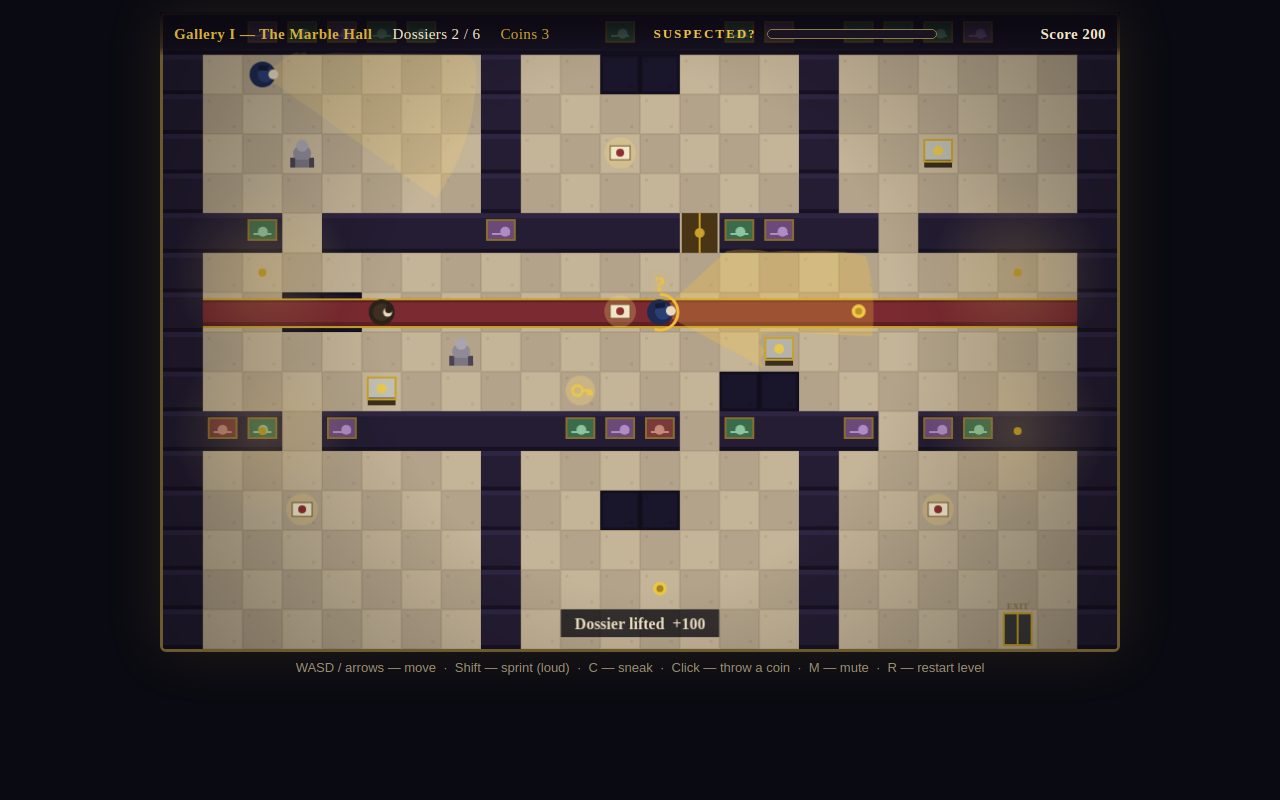 Gallery I — The Marble Hall Dossiers 2 / 6 Coins 3 SUSPECTED? Score 200
?
EXIT
Dossier lifted +100
WASD / arrows — move · Shift — sprint (loud) · C — sneak · Click — throw a coin · M — mute · R — restart level